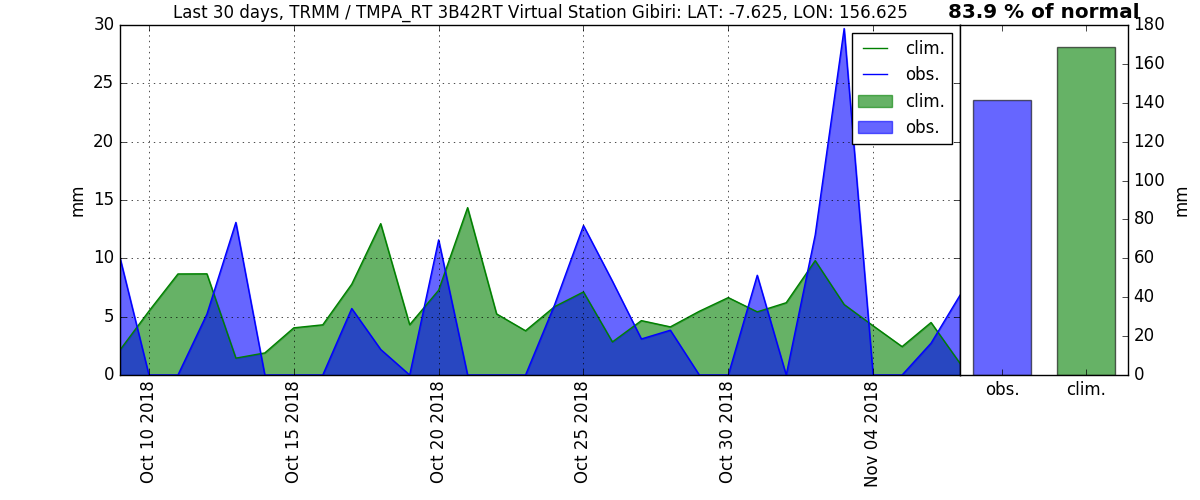 Last 30 days, TRMM / TMPA_RT 3B42RT Virtual Station Gibiri: LAT: -7.625, LON: 156.625
83.9 % of normal
30
25
20
15
10
5
0
mm
clim.
obs.
clim.
obs.
180
160
140
120
100
80
60
40
20
0
mm
Oct 10 2018
Oct 15 2018
Oct 20 2018
Oct 25 2018
Oct 30 2018
Nov 04 2018
obs.
clim.